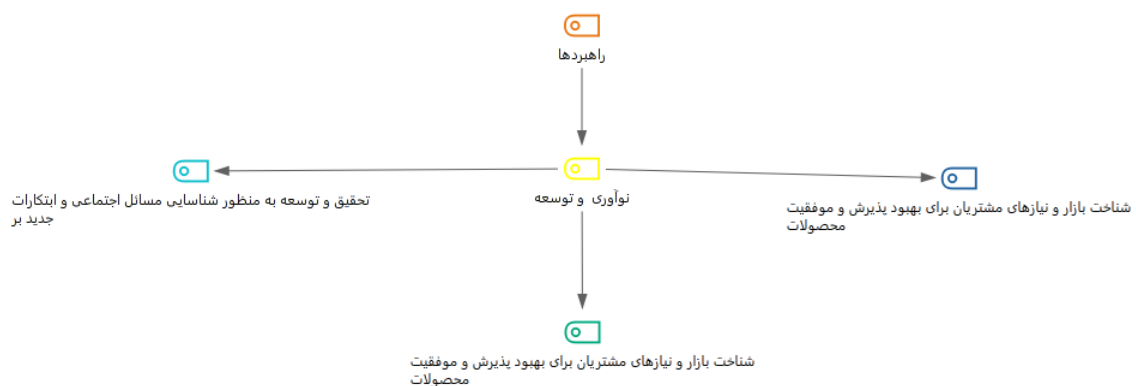 راهبردها
نوآوری و توسعه
شناخت بازار و نیازهای مشتریان برای بهبود پذیرش و موفقیت
محصولات
تحقیق و توسعه به منظور شناسایی مسائل اجتماعی و ابتکارات
جدید بر
شناخت بازار و نیازهای مشتریان برای بهبود پذیرش و موفقیت
محصولات